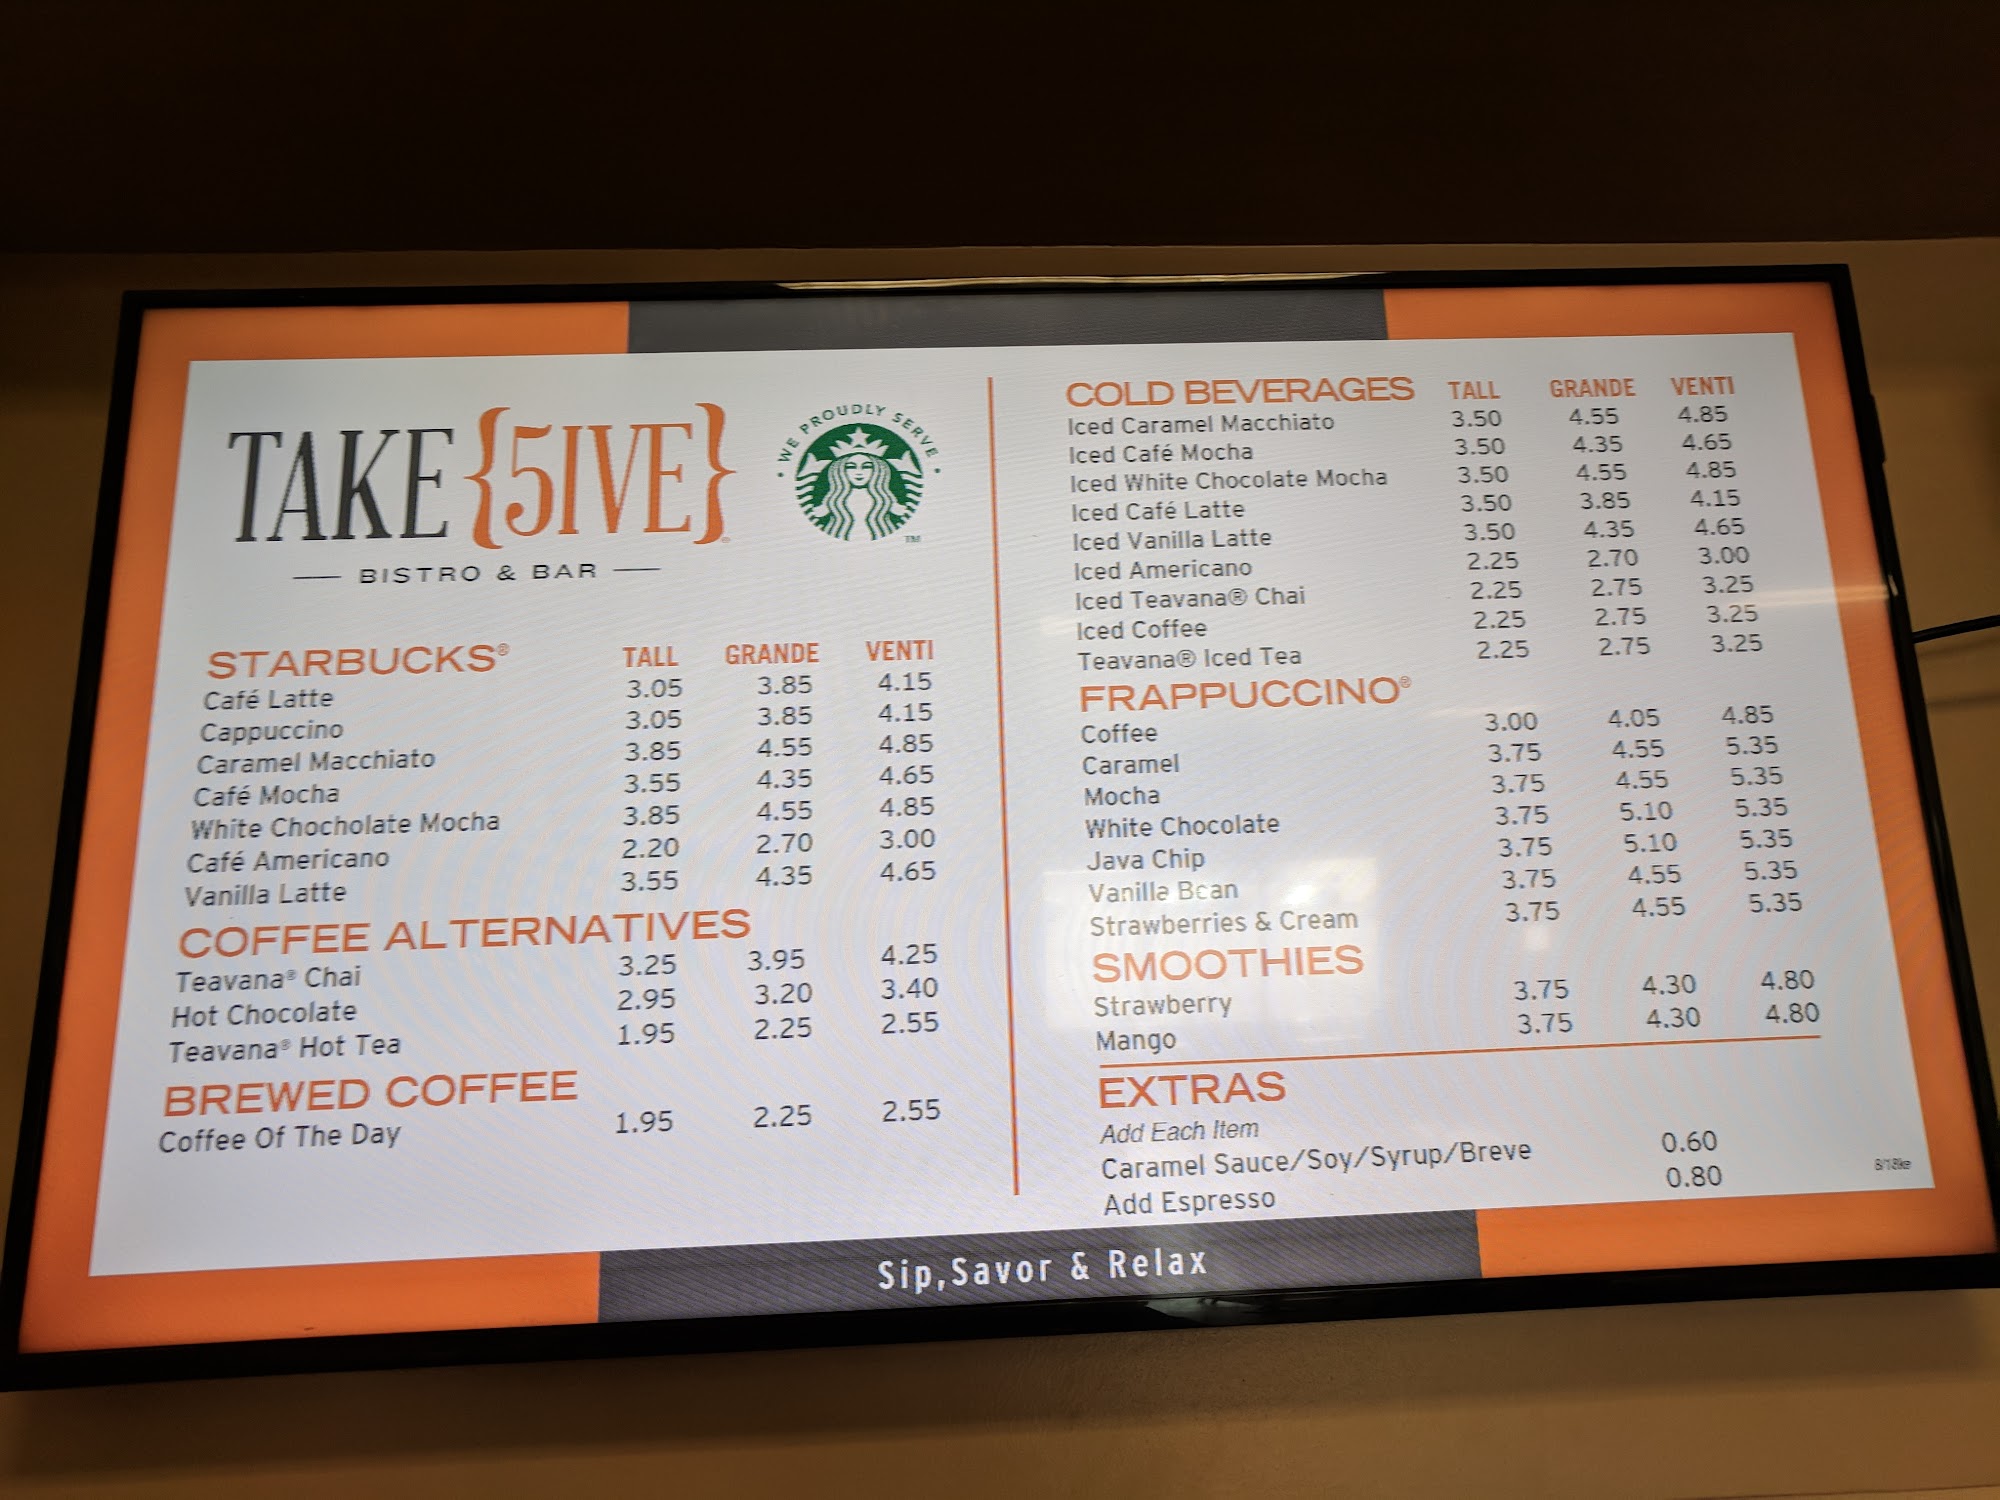 TAKE {5IVE}®
BISTRO & BAR
• WE PROUDLY SERVE •
TM
STARBUCKS® TALL GRANDE VENTI
Café Latte 3.05 3.85 4.15
Cappuccino 3.05 3.85 4.15
Caramel Macchiato 3.85 4.55 4.85
Café Mocha 3.55 4.35 4.65
White Chocholate Mocha 3.85 4.55 4.85
Café Americano 2.20 2.70 3.00
Vanilla Latte 3.55 4.35 4.65
COFFEE ALTERNATIVES
Teavana® Chai 3.25 3.95 4.25
Hot Chocolate 2.95 3.20 3.40
Teavana® Hot Tea 1.95 2.25 2.55
BREWED COFFEE
Coffee Of The Day 1.95 2.25 2.55
COLD BEVERAGES TALL GRANDE VENTI
Iced Caramel Macchiato 3.50 4.55 4.85
Iced Café Mocha 3.50 4.35 4.65
Iced White Chocolate Mocha 3.50 4.55 4.85
Iced Café Latte 3.50 3.85 4.15
Iced Vanilla Latte 3.50 4.35 4.65
Iced Americano 2.25 2.70 3.00
Iced Teavana® Chai 2.25 2.75 3.25
Iced Coffee 2.25 2.75 3.25
Teavana® Iced Tea 2.25 2.75 3.25
FRAPPUCCINO®
Coffee 3.00 4.05 4.85
Caramel 3.75 4.55 5.35
Mocha 3.75 4.55 5.35
White Chocolate 3.75 5.10 5.35
Java Chip 3.75 5.10 5.35
Vanilla Bean 3.75 4.55 5.35
Strawberries & Cream 3.75 4.55 5.35
SMOOTHIES
Strawberry 3.75 4.30 4.80
Mango 3.75 4.30 4.80
EXTRAS
Add Each Item
Caramel Sauce/Soy/Syrup/Breve 0.60
Add Espresso 0.80
8/18ke
Sip,Savor & Relax